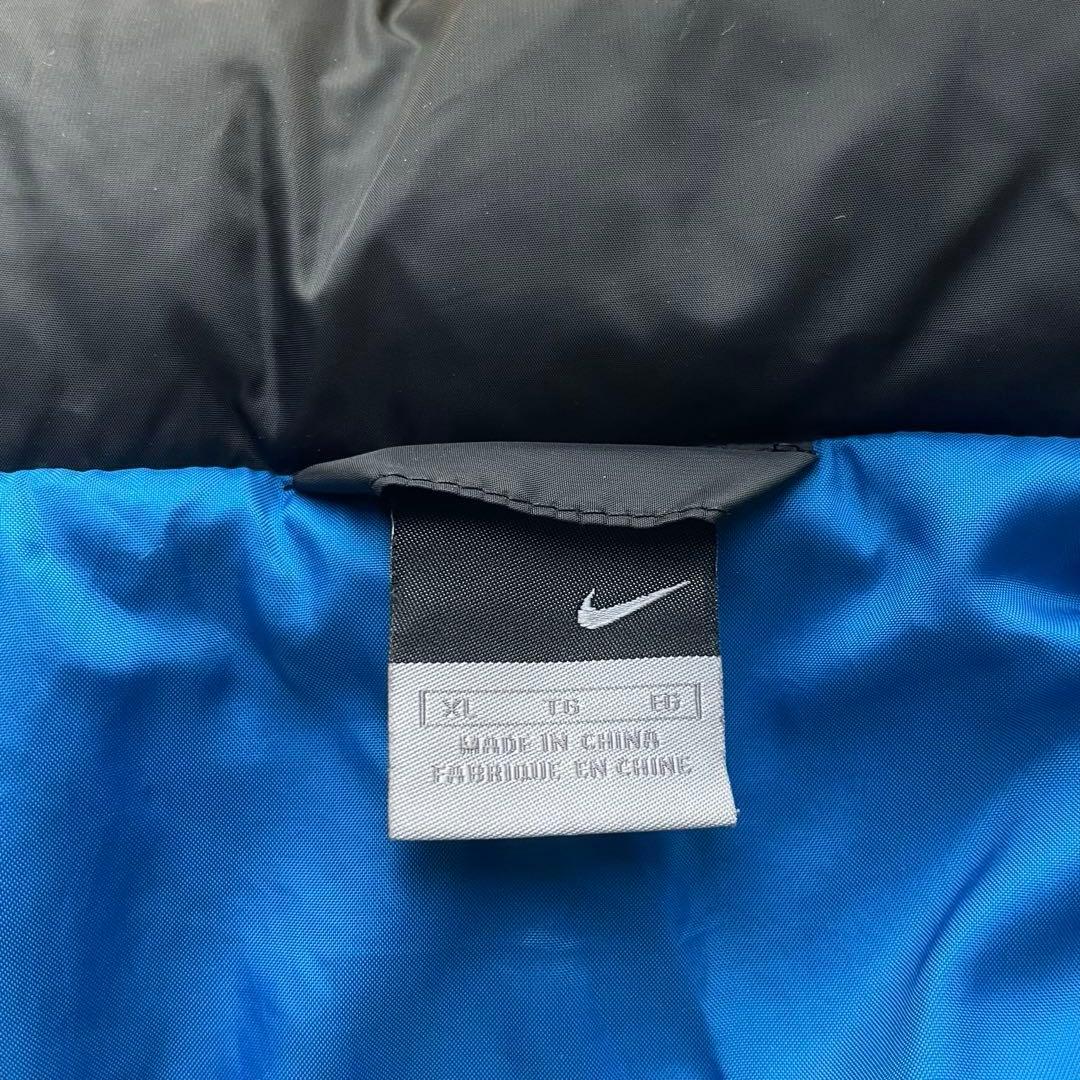 XL TG EG
MADE IN CHINA
FABRIQUE EN CHINE